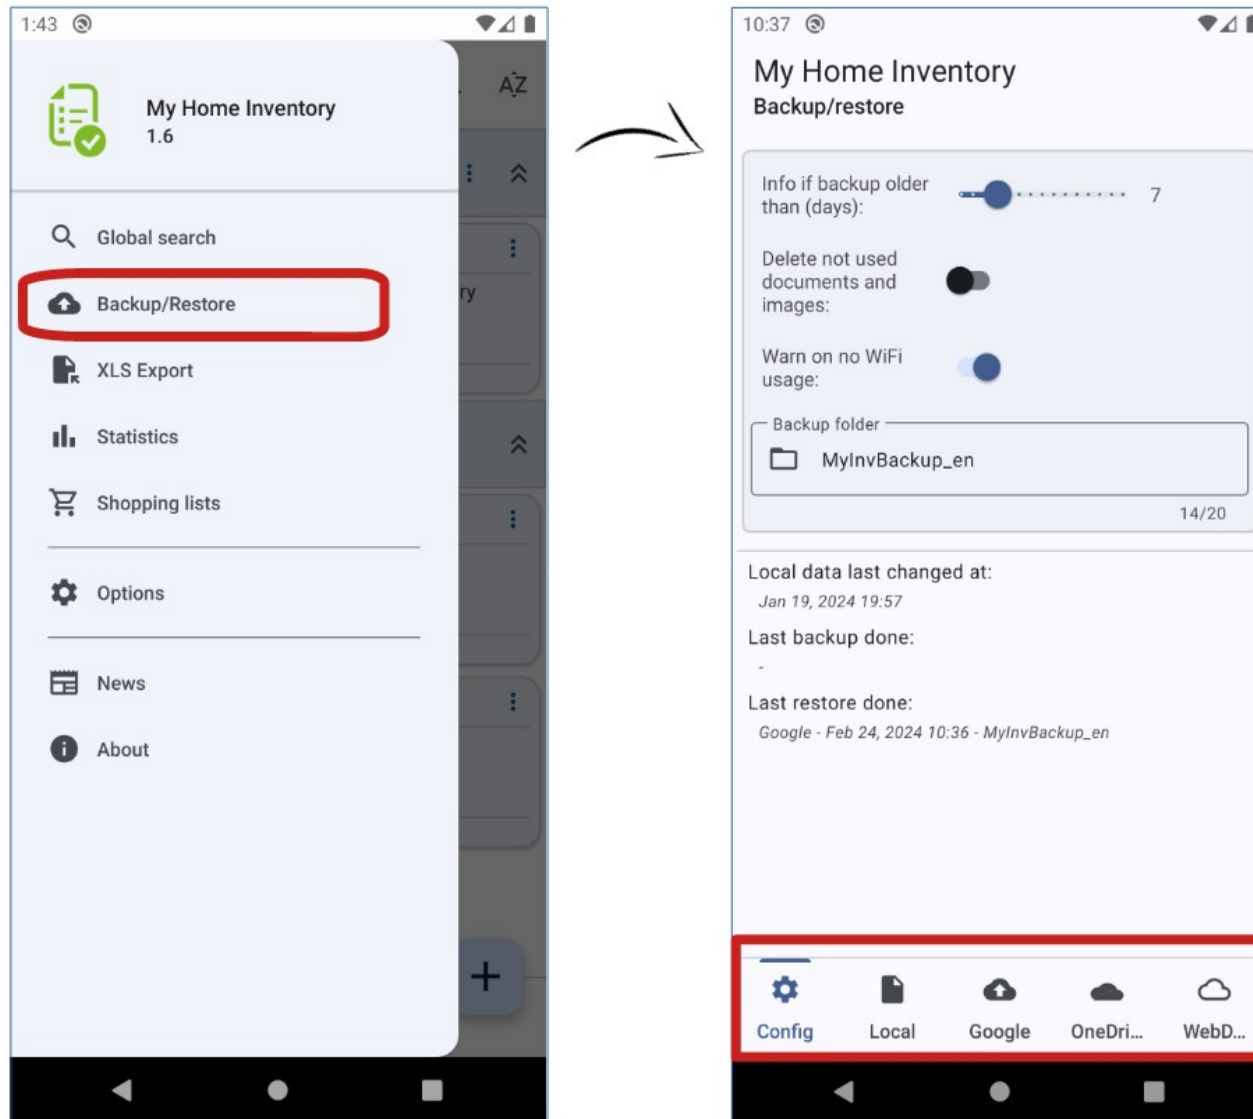 1:43
My Home Inventory
1.6
AZ
Global search
Backup/Restore
ry
XLS Export
Statistics
Shopping lists
Options
News
About
10:37
My Home Inventory
Backup/restore
Info if backup older
than (days):
7
Delete not used
documents and
images:
Warn on no WiFi
usage:
Backup folder
MyInvBackup_en
14/20
Local data last changed at:
Jan 19, 2024 19:57
Last backup done:
-
Last restore done:
Google - Feb 24, 2024 10:36 - MyInvBackup_en
Config Local Google OneDri... WebD...